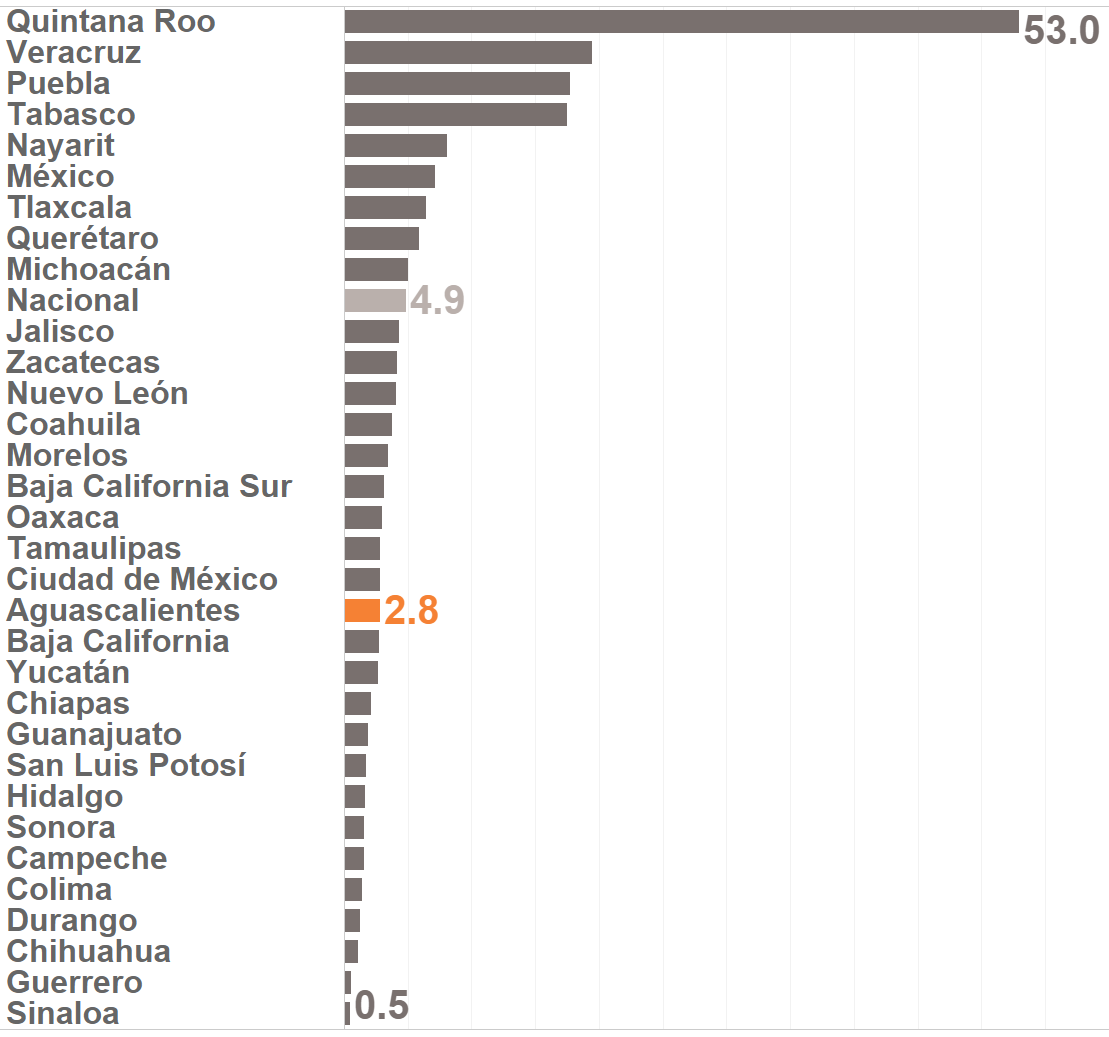 Quintana Roo 53.0
Veracruz
Puebla
Tabasco
Nayarit
México
Tlaxcala
Querétaro
Michoacán
Nacional 4.9
Jalisco
Zacatecas
Nuevo León
Coahuila
Morelos
Baja California Sur
Oaxaca
Tamaulipas
Ciudad de México
Aguascalientes 2.8
Baja California
Yucatán
Chiapas
Guanajuato
San Luis Potosí
Hidalgo
Sonora
Campeche
Colima
Durango
Chihuahua
Guerrero
Sinaloa 0.5